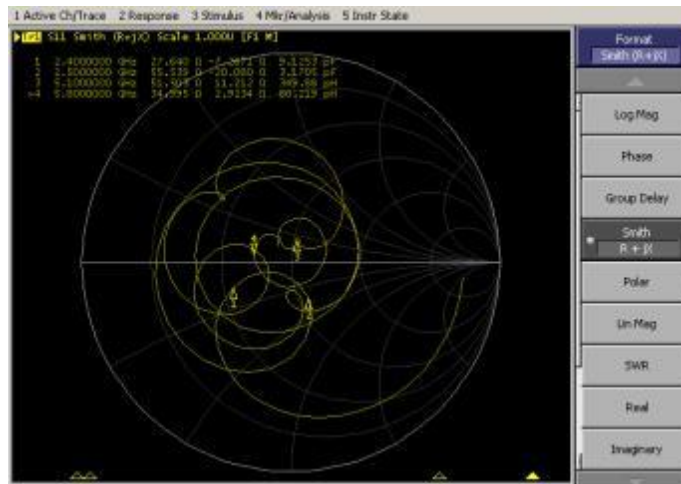 1 Active Ch/Trace 2 Response 3 Stimulus 4 Mkr/Analysis 5 Instr State
Tr1 S11 Smith (R+jX) Scale 1.000U [F1 M]
1 2.4000000 GHz
2 2.5000000 GHz
3 5.1000000 GHz
>4 5.8000000 GHz
Format
Smith (R+jX)
Log Mag
Phase
Group Delay
Smith
R + jX
Polar
Lin Mag
SWR
Real
Imaginary